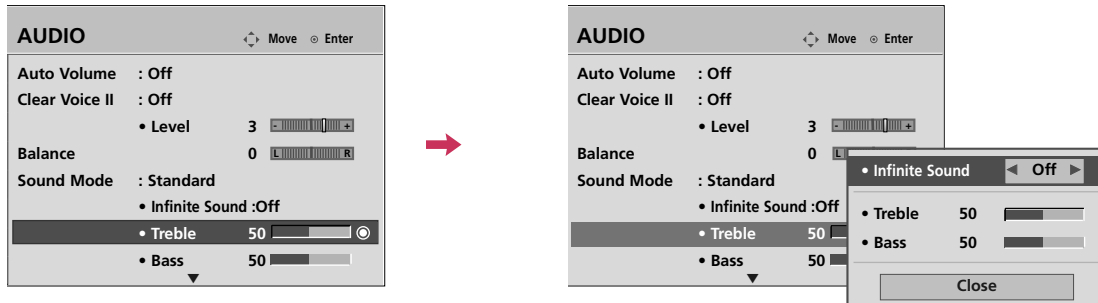 AUDIO Move Enter
Auto Volume : Off
Clear Voice II : Off
• Level 3 - +
Balance 0 L R
Sound Mode : Standard
• Infinite Sound :Off
• Treble 50
• Bass 50
AUDIO Move Enter
Auto Volume : Off
Clear Voice II : Off
• Level 3 - +
Balance 0 L
Sound Mode : Standard
• Infinite Sound :Off
• Treble 50
• Bass 50
• Infinite Sound Off
• Treble 50
• Bass 50
Close